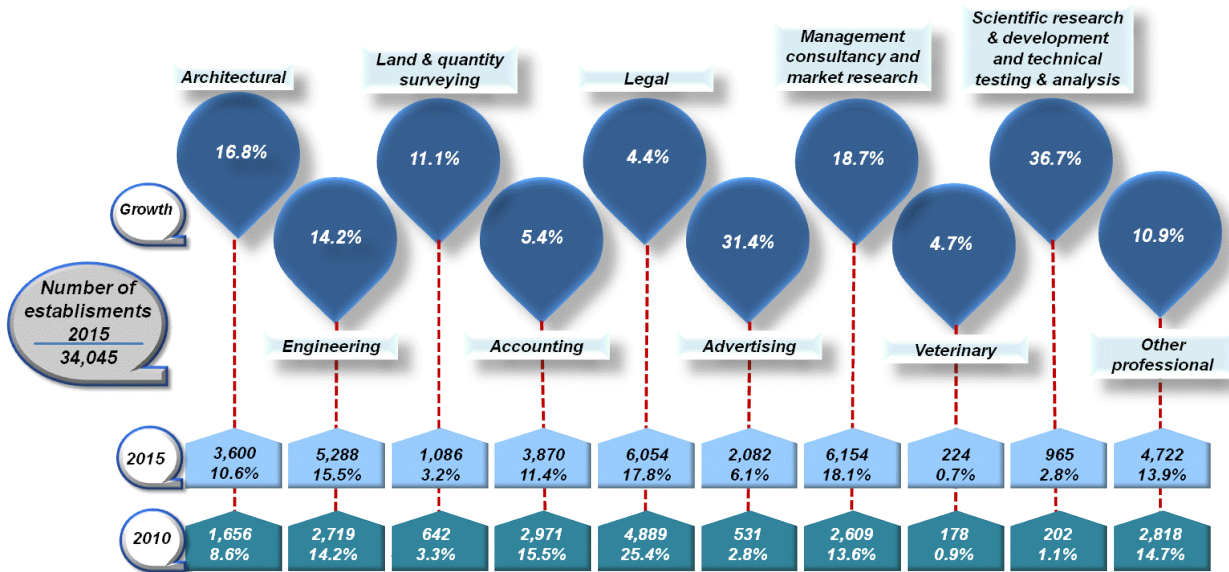 Architectural
Land & quantity
surveying
Legal
Management
consultancy and
market research
Scientific research
& development
and technical
testing & analysis
16.8%
11.1%
4.4%
18.7%
36.7%
Growth
14.2%
5.4%
31.4%
4.7%
10.9%
Number of
establisments
2015
34,045
Engineering
Accounting
Advertising
Veterinary
Other
professional
2015
3,600
10.6%
5,288
15.5%
1,086
3.2%
3,870
11.4%
6,054
17.8%
2,082
6.1%
6,154
18.1%
224
0.7%
965
2.8%
4,722
13.9%
2010
1,656
8.6%
2,719
14.2%
642
3.3%
2,971
15.5%
4,889
25.4%
531
2.8%
2,609
13.6%
178
0.9%
202
1.1%
2,818
14.7%